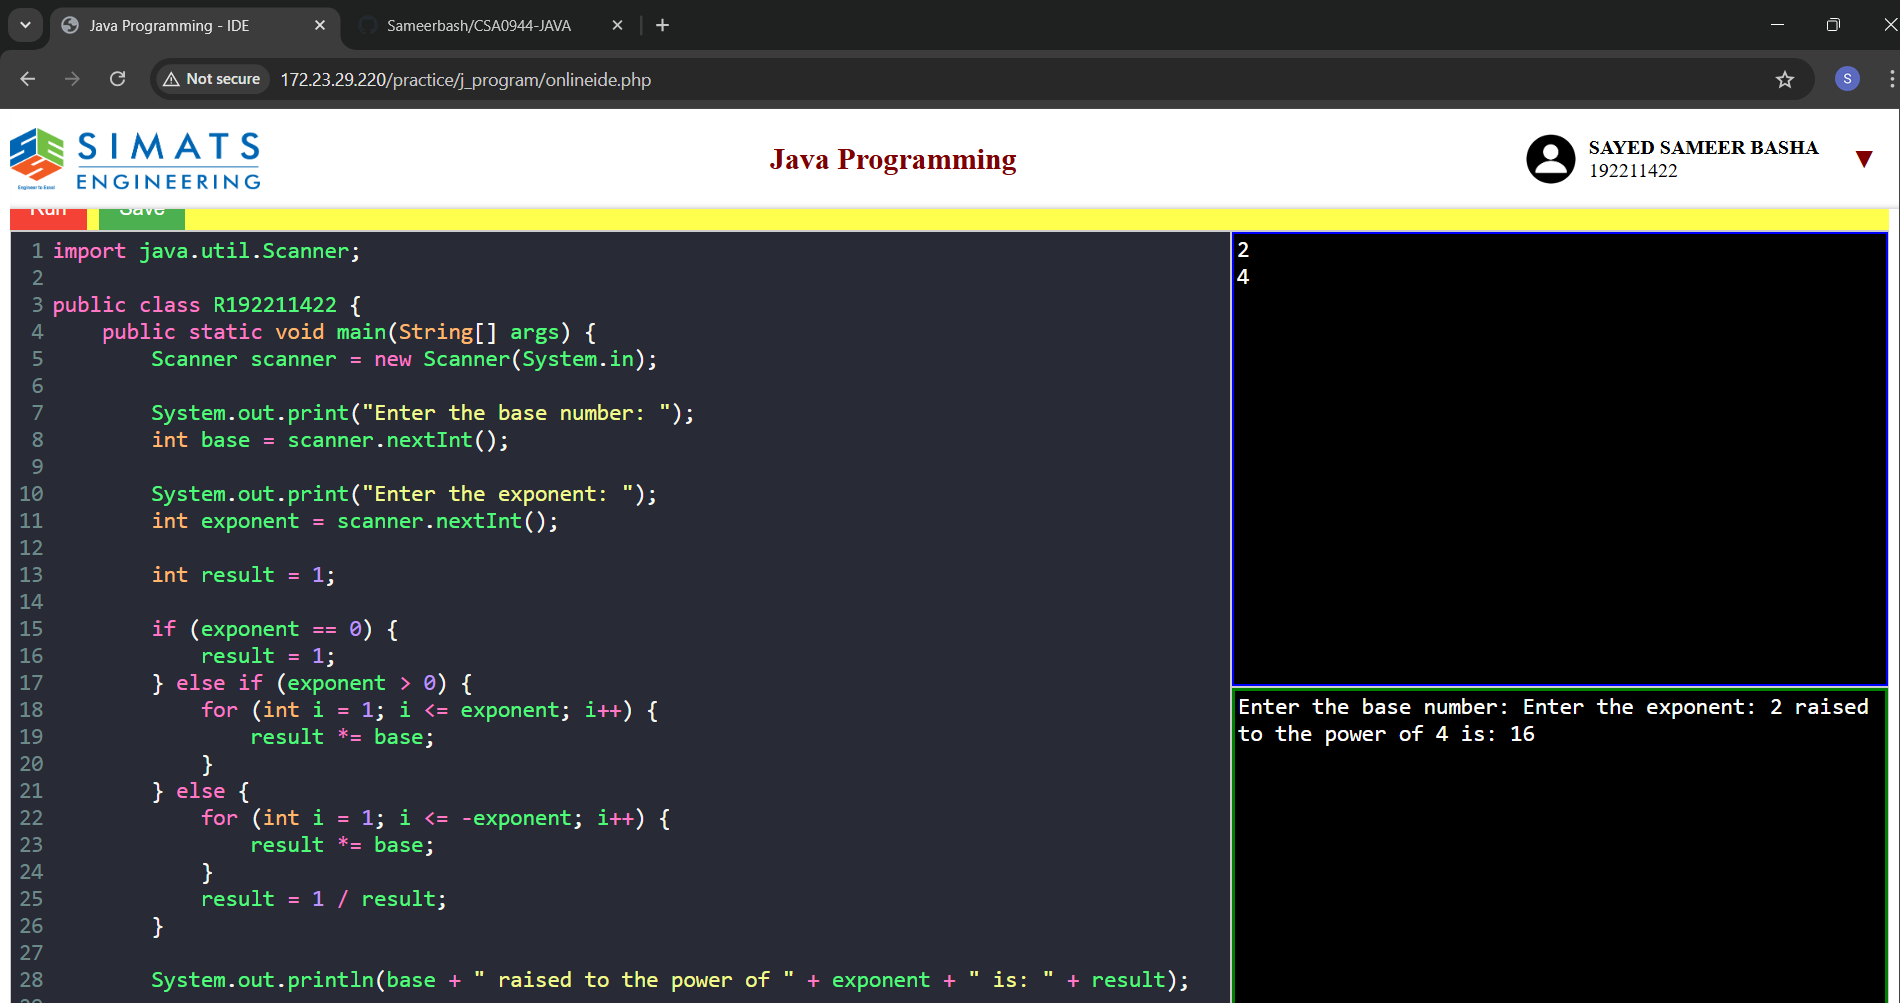 Java Programming - IDE
Sameerbash/CSA0944-JAVA
Not secure
172.23.29.220/practice/j_program/onlineide.php
S
SIMATS
ENGINEERING
Engineer to Excel
Java Programming
SAYED SAMEER BASHA
192211422
Run
Save
1 import java.util.Scanner;
2
3 public class R192211422 {
4     public static void main(String[] args) {
5         Scanner scanner = new Scanner(System.in);
6
7         System.out.print("Enter the base number: ");
8         int base = scanner.nextInt();
9
10         System.out.print("Enter the exponent: ");
11         int exponent = scanner.nextInt();
12
13         int result = 1;
14
15         if (exponent == 0) {
16             result = 1;
17         } else if (exponent > 0) {
18             for (int i = 1; i <= exponent; i++) {
19                 result *= base;
20             }
21         } else {
22             for (int i = 1; i <= -exponent; i++) {
23                 result *= base;
24             }
25             result = 1 / result;
26         }
27
28         System.out.println(base + " raised to the power of " + exponent + " is: " + result);
2
4
Enter the base number: Enter the exponent: 2 raised
to the power of 4 is: 16